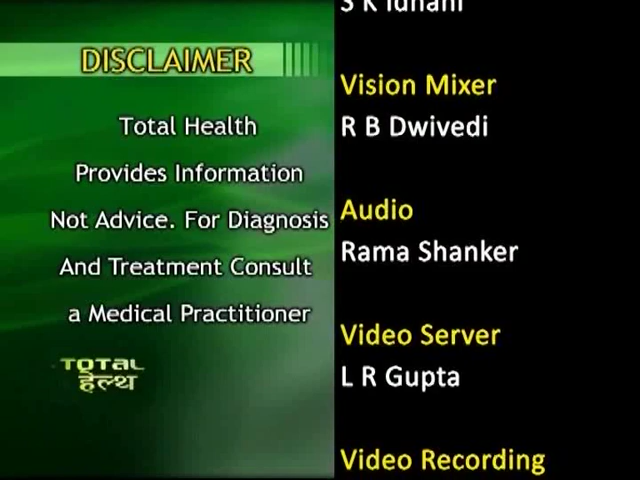 DISCLAIMER
Total Health
Provides Information
Not Advice. For Diagnosis
And Treatment Consult
a Medical Practitioner
TOTAL
हेल्थ
S K Idnani
Vision Mixer
R B Dwivedi
Audio
Rama Shanker
Video Server
L R Gupta
Video Recording